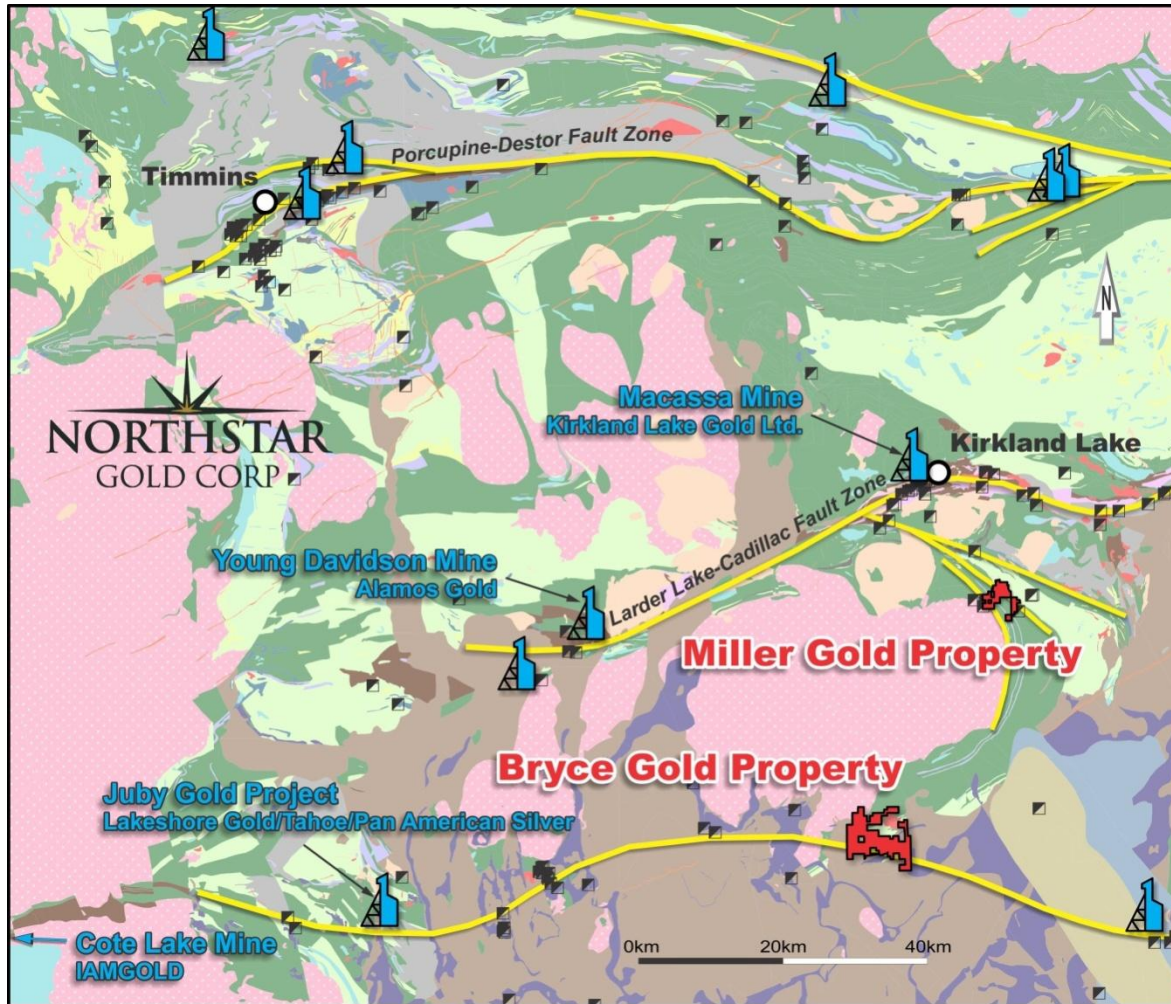 Porcupine-Destor Fault Zone
Timmins
N
NORTHSTAR
GOLD CORP
Macassa Mine
Kirkland Lake Gold Ltd.
Kirkland Lake
Larder Lake-Cadillac Fault Zone
Young Davidson Mine
Alamos Gold
Miller Gold Property
Bryce Gold Property
Juby Gold Project
Lakeshore Gold/Tahoe/Pan American Silver
Cote Lake Mine
IAMGOLD
0km 20km 40km